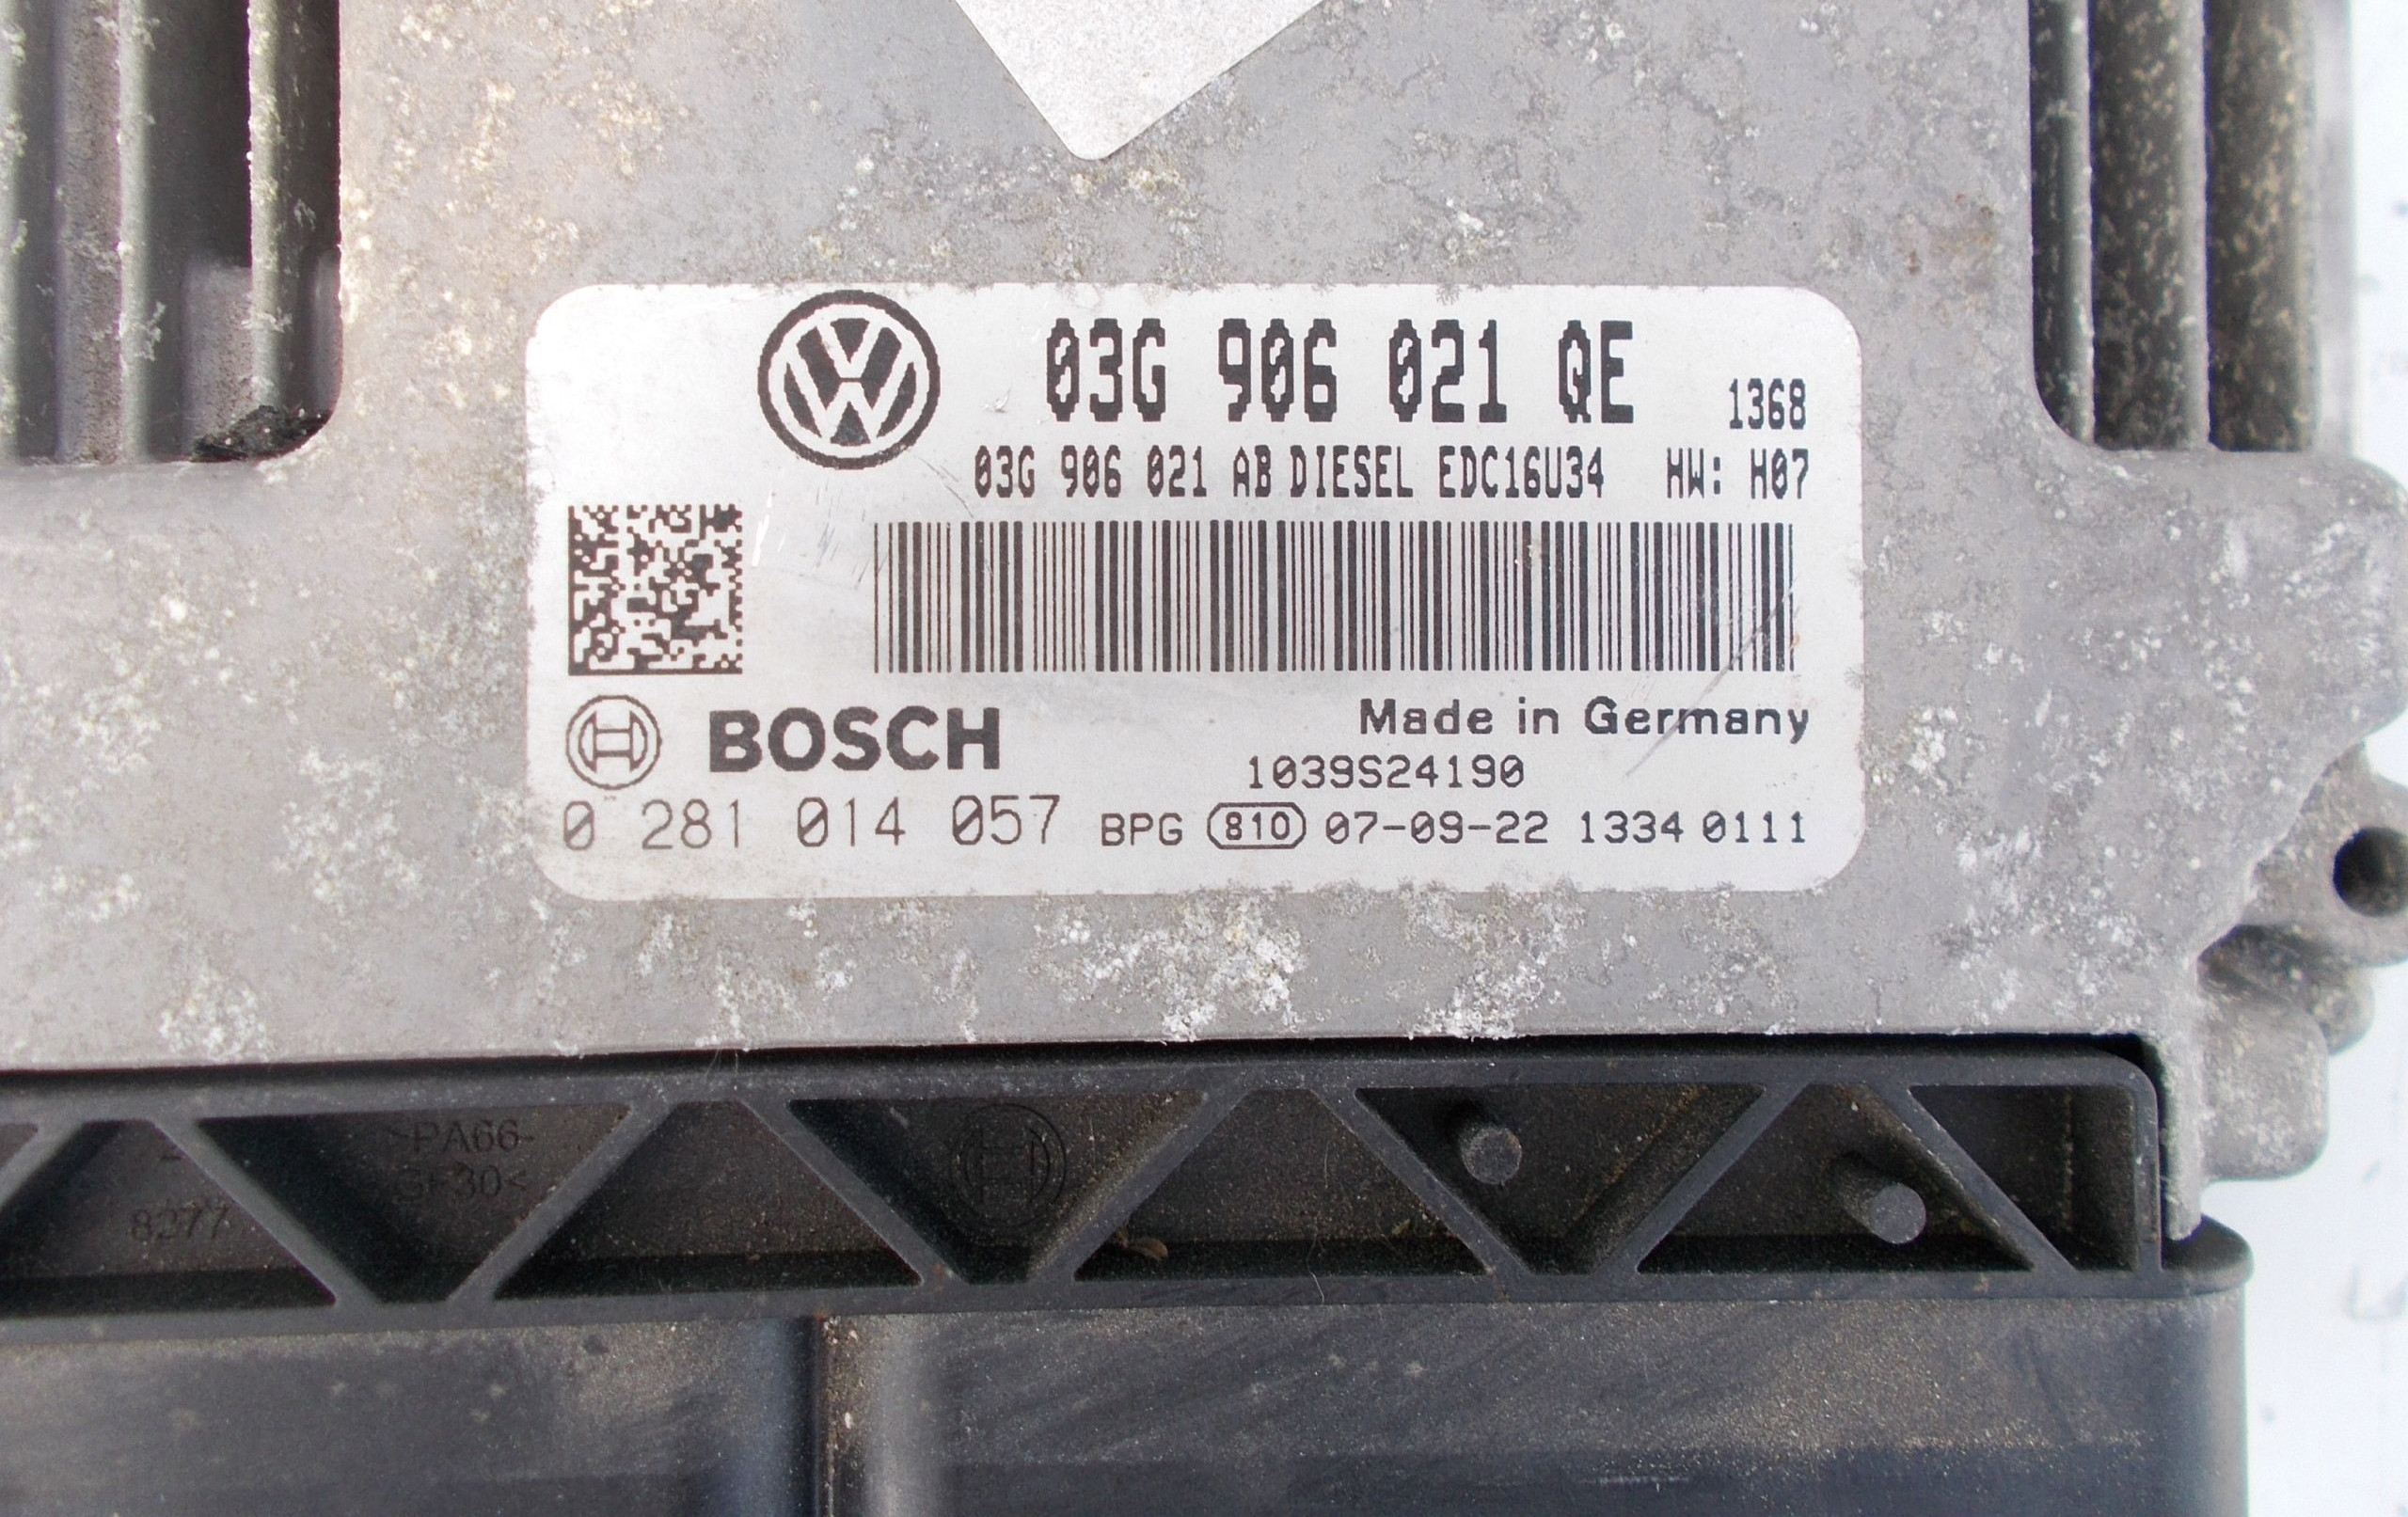 03G 906 021 QE 1368
03G 906 021 AB DIESEL EDC16U34 HW: H07
BOSCH
Made in Germany
1039S24190
0 281 014 057 BPG 810 07-09-22 1334 0111
>PA66-
GF30<
8277